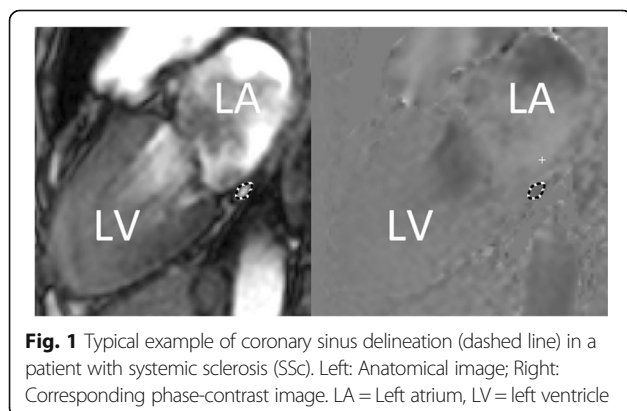 LA
LA
LV
LV
Fig. 1 Typical example of coronary sinus delineation (dashed line) in a
patient with systemic sclerosis (SSc). Left: Anatomical image; Right:
Corresponding phase-contrast image. LA = Left atrium, LV = left ventricle